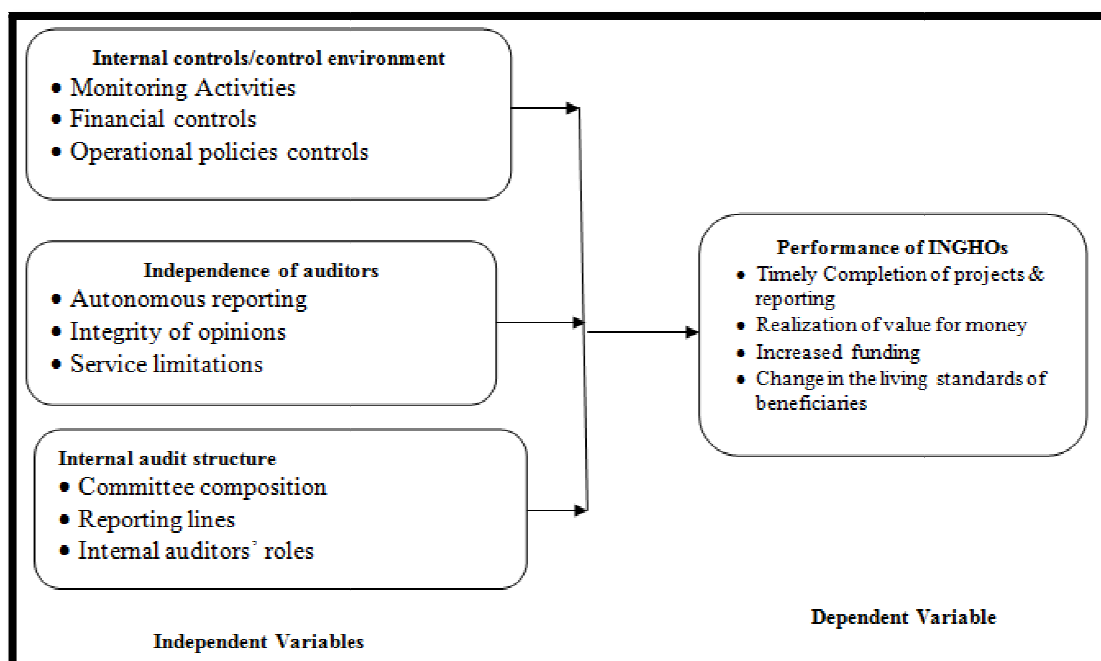 Internal controls/control environment
• Monitoring Activities
• Financial controls
• Operational policies controls
Independence of auditors
• Autonomous reporting
• Integrity of opinions
• Service limitations
Internal audit structure
• Committee composition
• Reporting lines
• Internal auditors’ roles
Independent Variables
Performance of INGHOs
• Timely Completion of projects &
reporting
• Realization of value for money
• Increased funding
• Change in the living standards of
beneficiaries
Dependent Variable